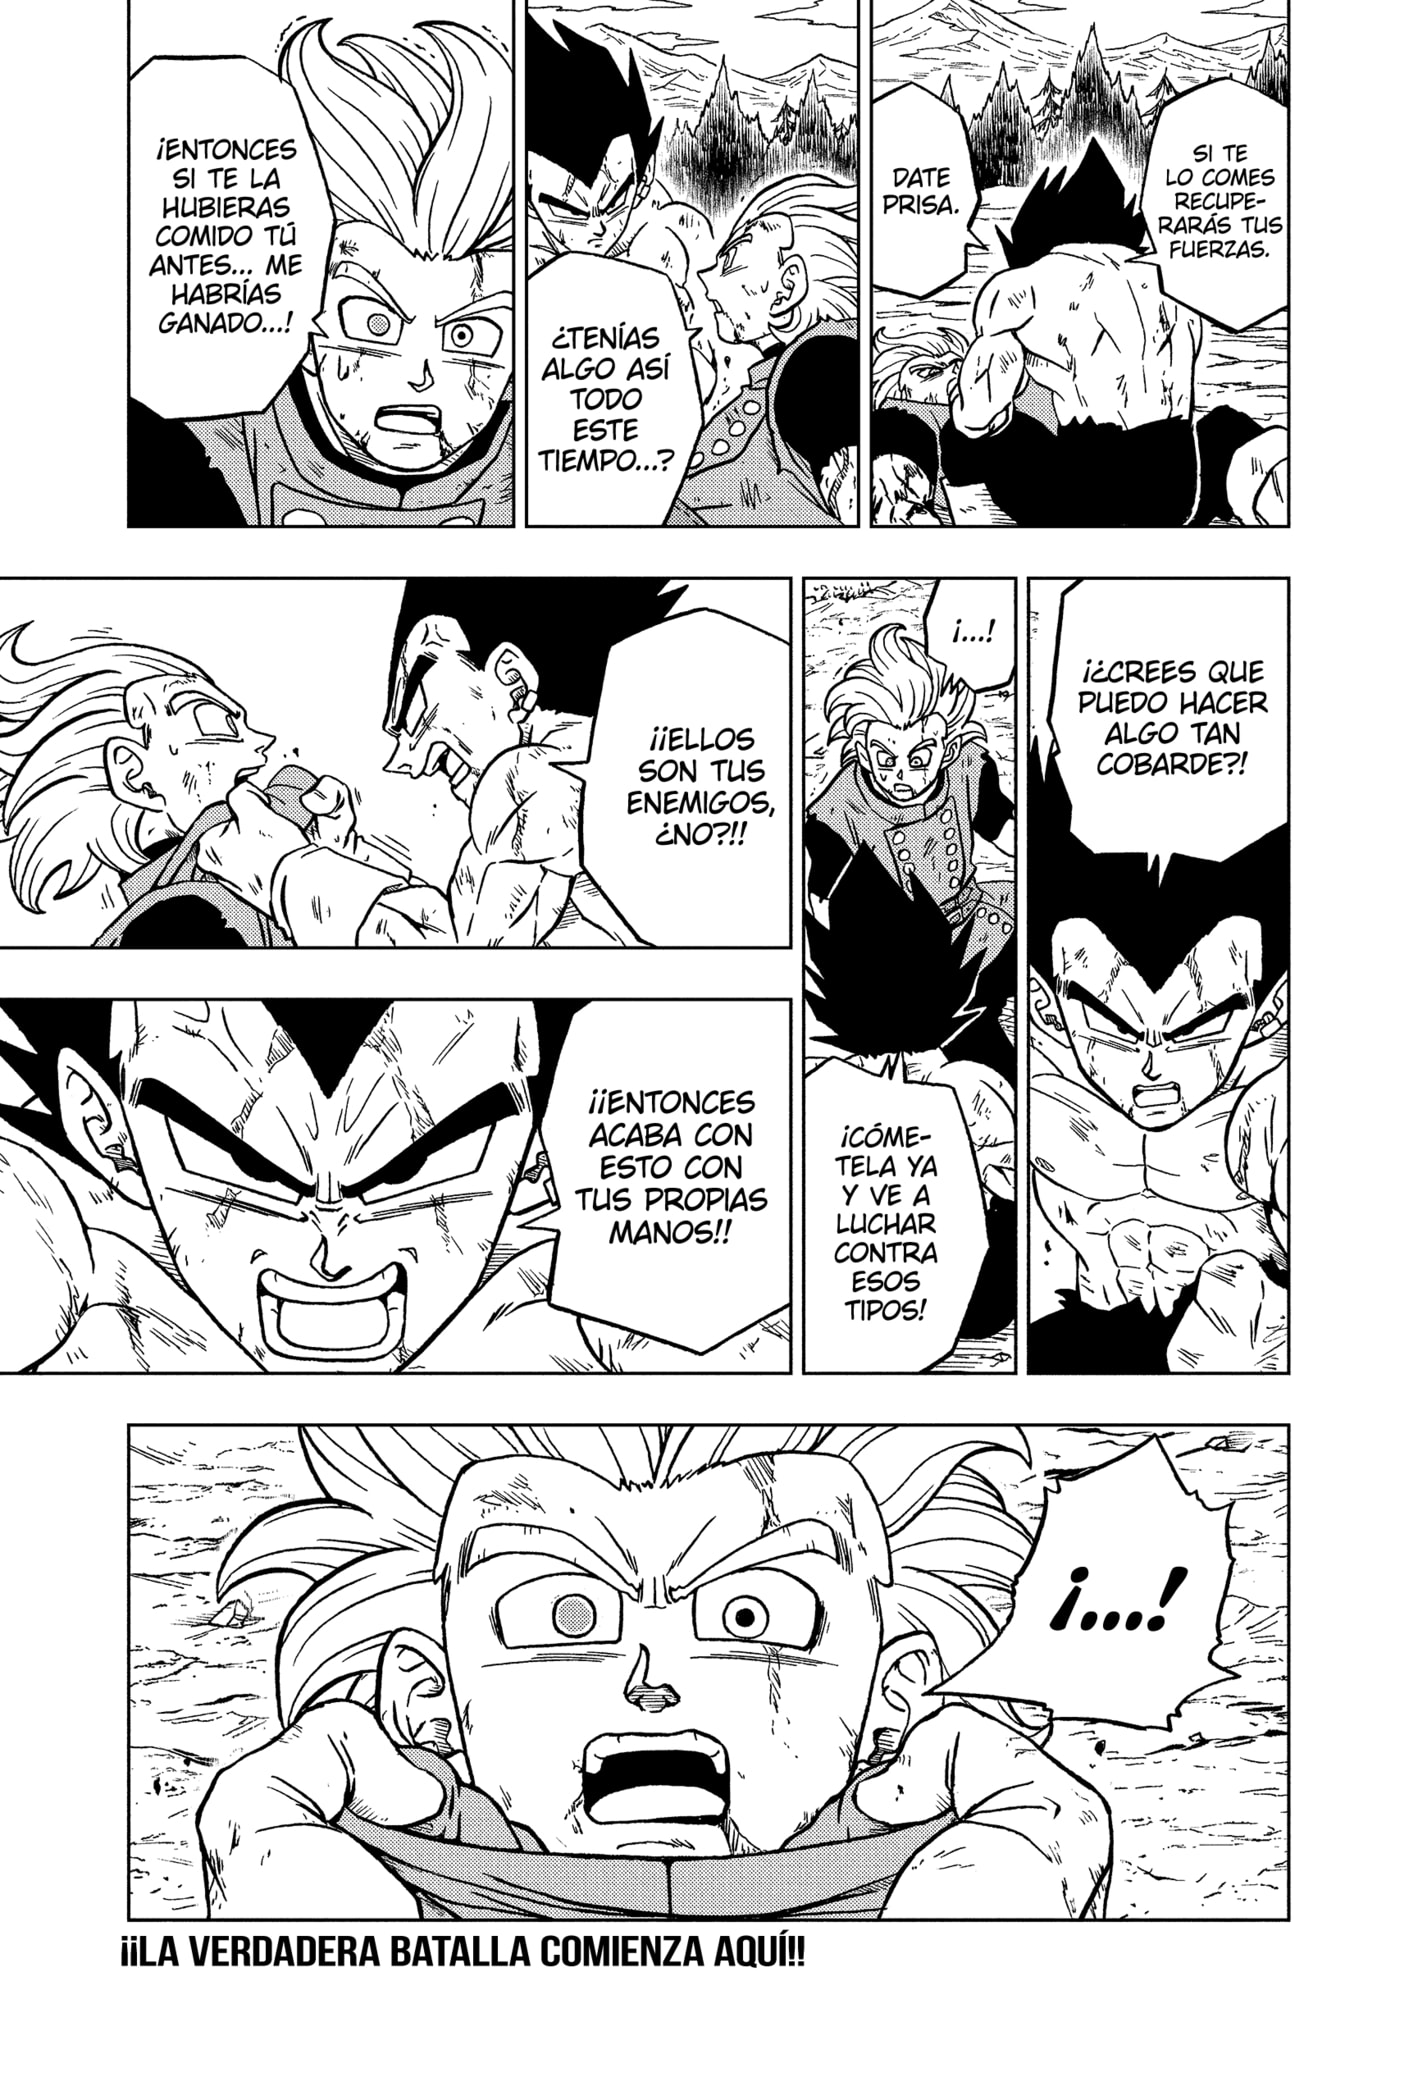 SI TE
LO COMES
RECUPE-
RARÁS TUS
FUERZAS.
DATE
PRISA.
¿TENÍAS
ALGO ASÍ
TODO
ESTE
TIEMPO...?
¡ENTONCES
SI TE LA
HUBIERAS
COMIDO TÚ
ANTES... ME
HABRÍAS
GANADO...!
¡¿CREES QUE
PUEDO HACER
ALGO TAN
COBARDE?!
¡...!
¡CÓME-
TELA YA
Y VE A
LUCHAR
CONTRA
ESOS
TIPOS!
¡¡ELLOS
SON TUS
ENEMIGOS,
¿NO?!!
¡¡ENTONCES
ACABA CON
ESTO CON
TUS PROPIAS
MANOS!!
¡....!
¡¡LA VERDADERA BATALLA COMIENZA AQUÍ!!